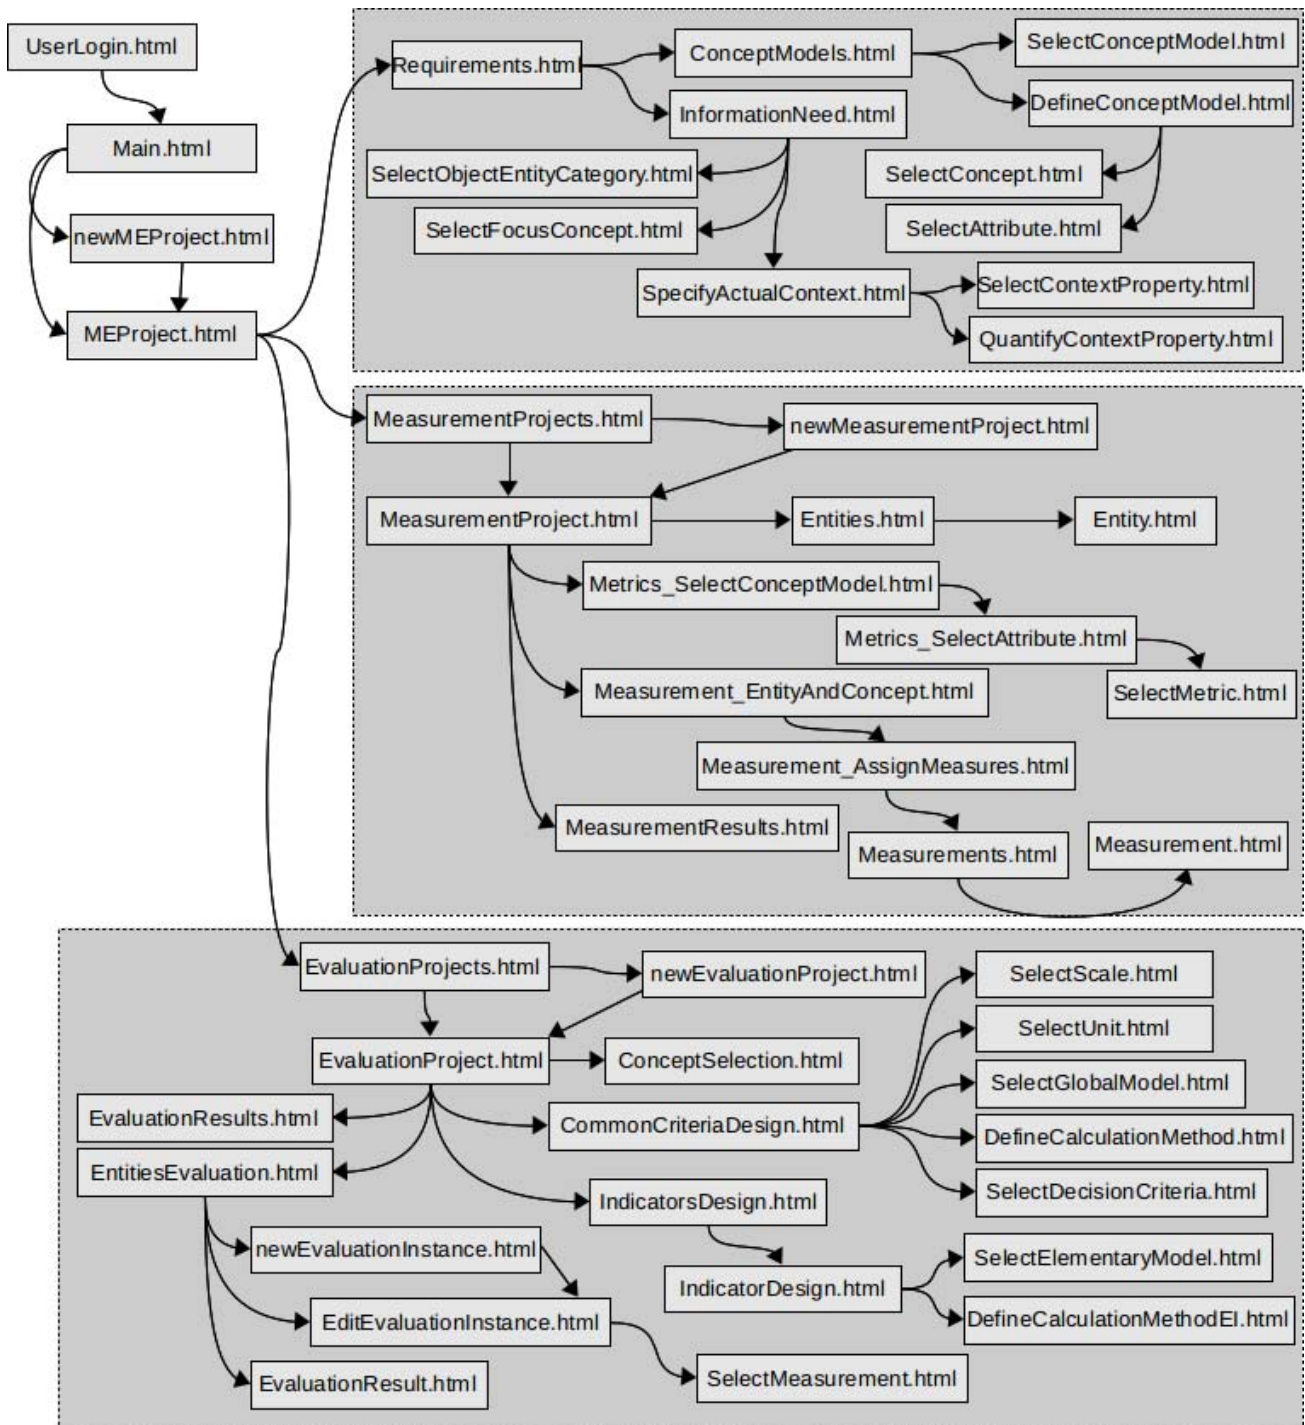 UserLogin.html
Main.html
newMEProject.html
MEProject.html
Requirements.html
ConceptModels.html
SelectConceptModel.html
InformationNeed.html
DefineConceptModel.html
SelectObjectEntityCategory.html
SelectConcept.html
SelectFocusConcept.html
SelectAttribute.html
SpecifyActualContext.html
SelectContextProperty.html
QuantifyContextProperty.html
MeasurementProjects.html
newMeasurementProject.html
MeasurementProject.html
Entities.html
Entity.html
Metrics_SelectConceptModel.html
Metrics_SelectAttribute.html
SelectMetric.html
Measurement_EntityAndConcept.html
Measurement_AssignMeasures.html
MeasurementResults.html
Measurements.html
Measurement.html
EvaluationProjects.html
newEvaluationProject.html
SelectScale.html
SelectUnit.html
EvaluationProject.html
ConceptSelection.html
SelectGlobalModel.html
EvaluationResults.html
CommonCriteriaDesign.html
DefineCalculationMethod.html
EntitiesEvaluation.html
SelectDecisionCriteria.html
IndicatorsDesign.html
newEvaluationInstance.html
SelectElementaryModel.html
IndicatorDesign.html
EditEvaluationInstance.html
DefineCalculationMethodEI.html
EvaluationResult.html
SelectMeasurement.html